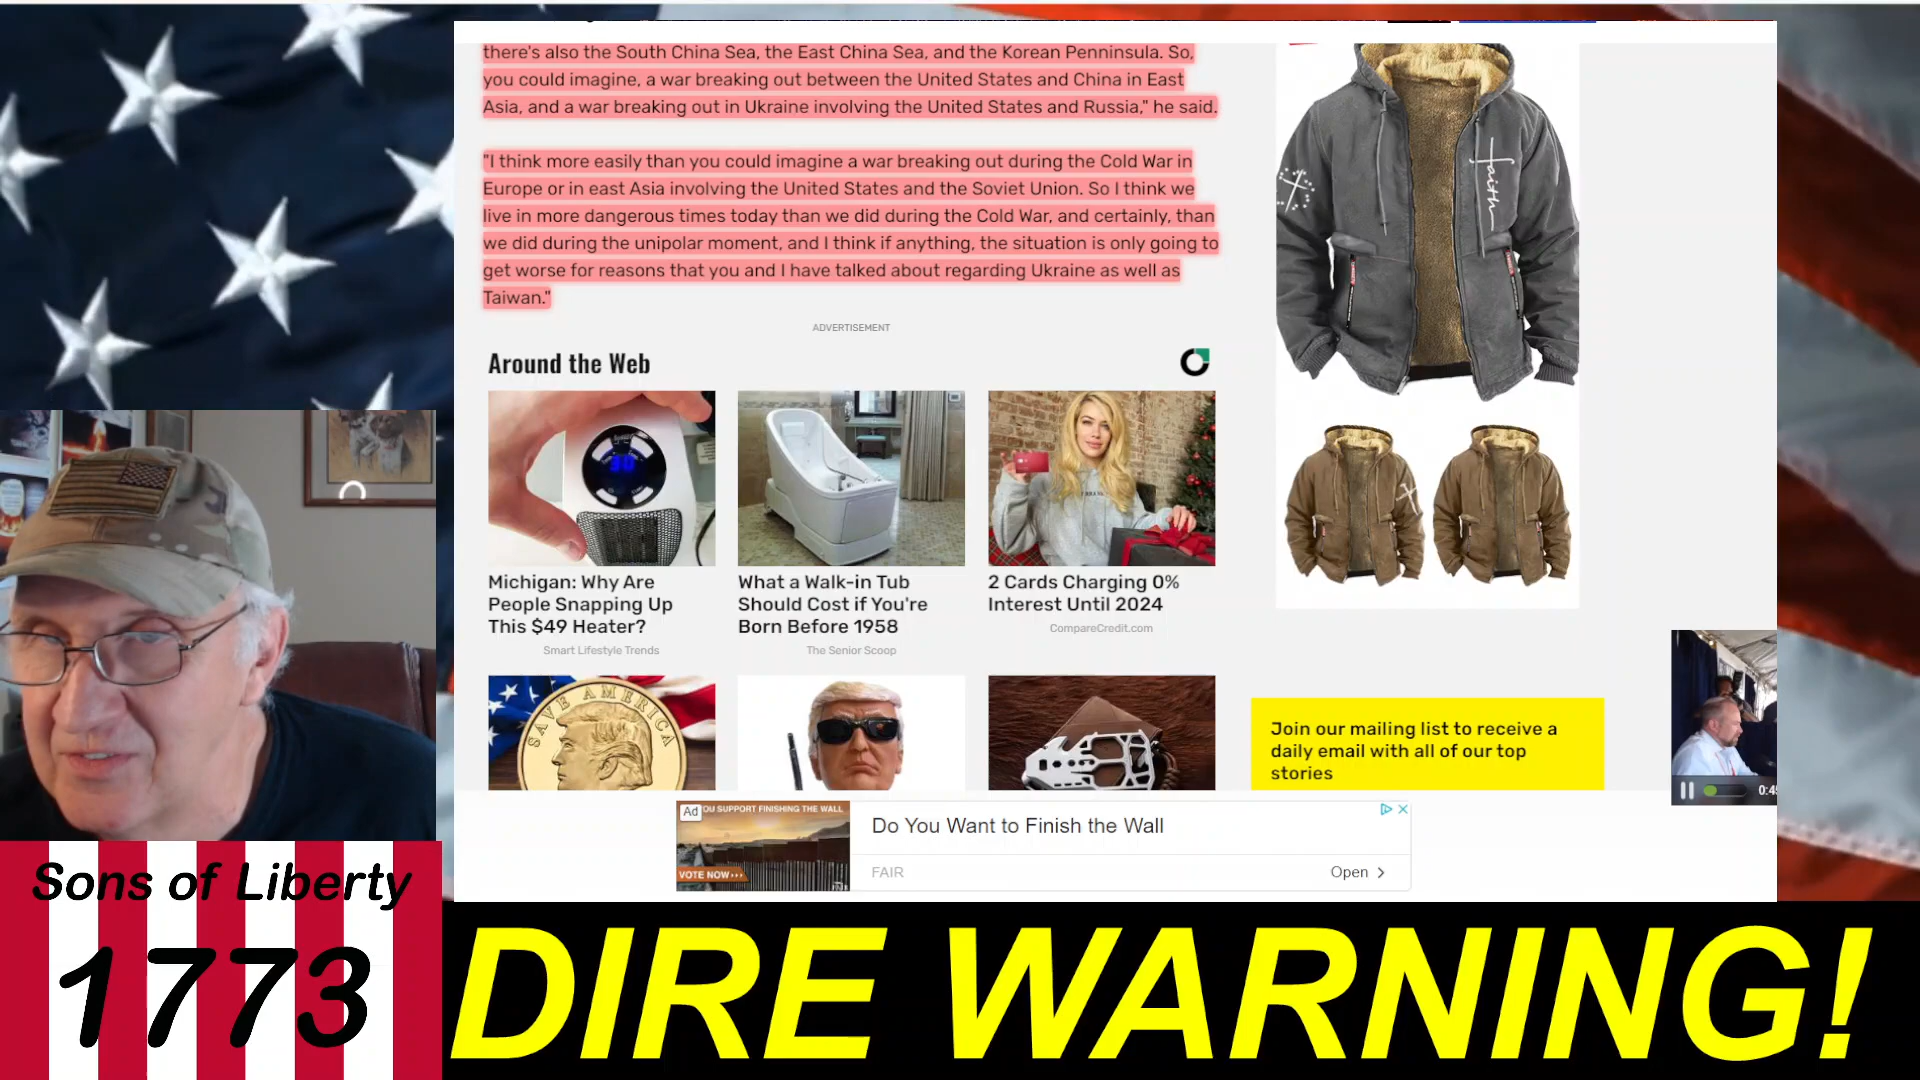 there's also the South China Sea, the East China Sea, and the Korean Penninsula. So,
you could imagine, a war breaking out between the United States and China in East
Asia, and a war breaking out in Ukraine involving the United States and Russia," he said.
"I think more easily than you could imagine a war breaking out during the Cold War in
Europe or in east Asia involving the United States and the Soviet Union. So I think we
live in more dangerous times today than we did during the Cold War, and certainly, than
we did during the unipolar moment, and I think if anything, the situation is only going to
get worse for reasons that you and I have talked about regarding Ukraine as well as
Taiwan."
ADVERTISEMENT
Around the Web
30
Michigan: Why Are
People Snapping Up
This $49 Heater?
Smart Lifestyle Trends
What a Walk-in Tub
Should Cost if You're
Born Before 1958
The Senior Scoop
2 Cards Charging 0%
Interest Until 2024
CompareCredit.com
SAVE AMERICA
faith
Join our mailing list to receive a
daily email with all of our top
stories
Ad
OU SUPPORT FINISHING THE WALL
VOTE NOW
Do You Want to Finish the Wall
FAIR
Open
Sons of Liberty
1773
DIRE WARNING!